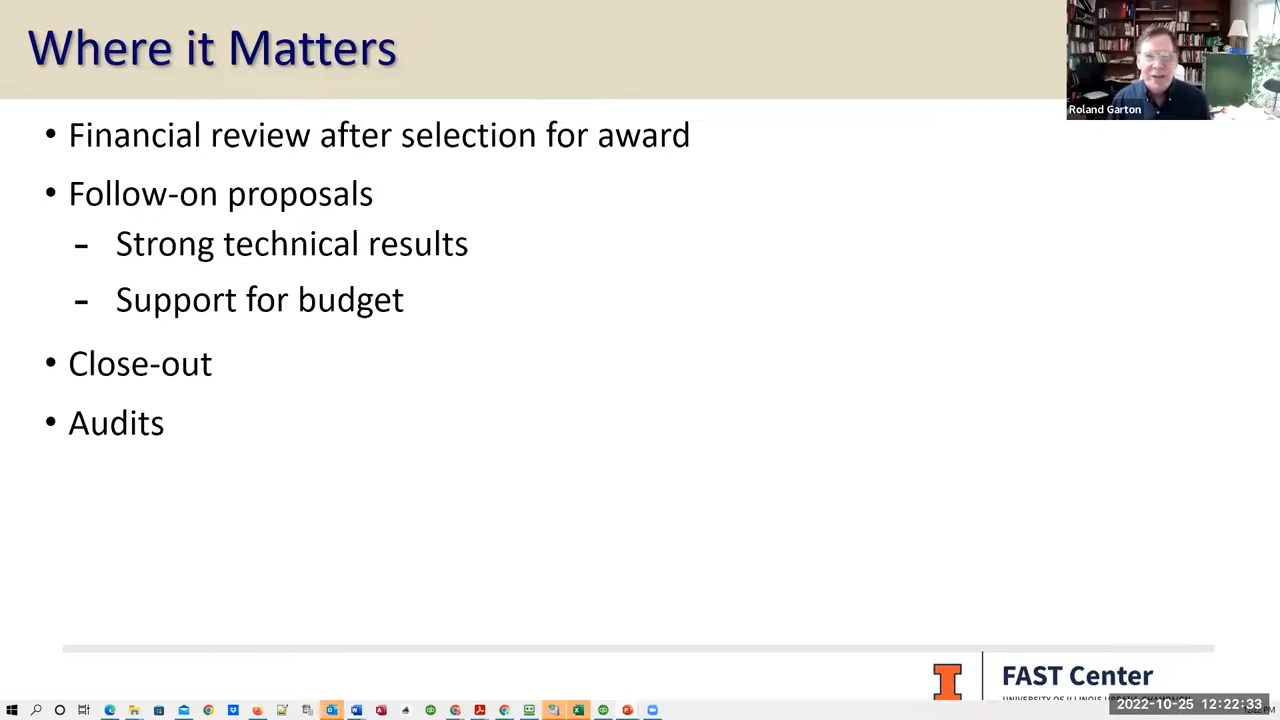 Where it Matters
Roland Garton
• Financial review after selection for award
• Follow-on proposals
- Strong technical results
- Support for budget
• Close-out
• Audits
FAST Center
2022-10-25 12:22:33